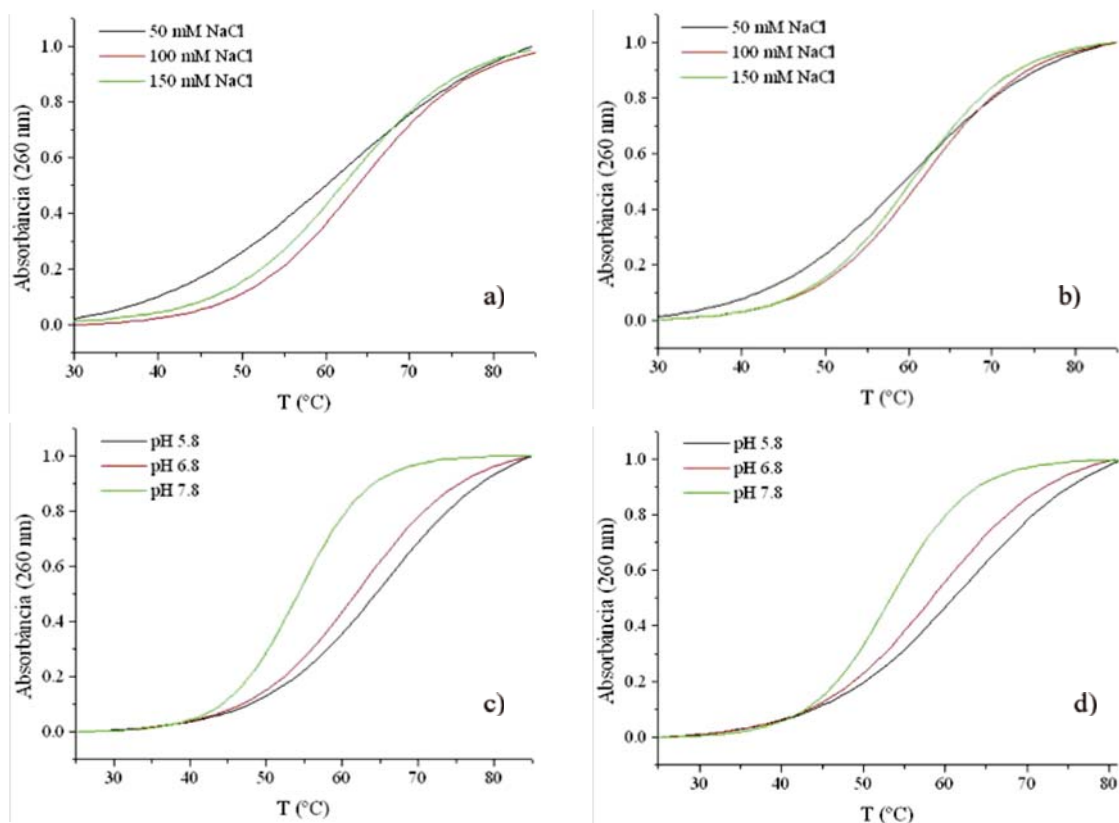 50 mM NaCl
100 mM NaCl
150 mM NaCl
1.0
0.8
0.6
0.4
0.2
0.0
Absorbància (260 nm)
30 40 50 60 70 80
T (°C)
a)
50 mM NaCl
100 mM NaCl
150 mM NaCl
1.0
0.8
0.6
0.4
0.2
0.0
Absorbància (260 nm)
30 40 50 60 70 80
T (°C)
b)
pH 5.8
pH 6.8
pH 7.8
1.0
0.8
0.6
0.4
0.2
0.0
Absorbància (260 nm)
30 40 50 60 70 80
T (°C)
c)
pH 5.8
pH 6.8
pH 7.8
1.0
0.8
0.6
0.4
0.2
0.0
Absorbància (260 nm)
30 40 50 60 70 80
T (°C)
d)